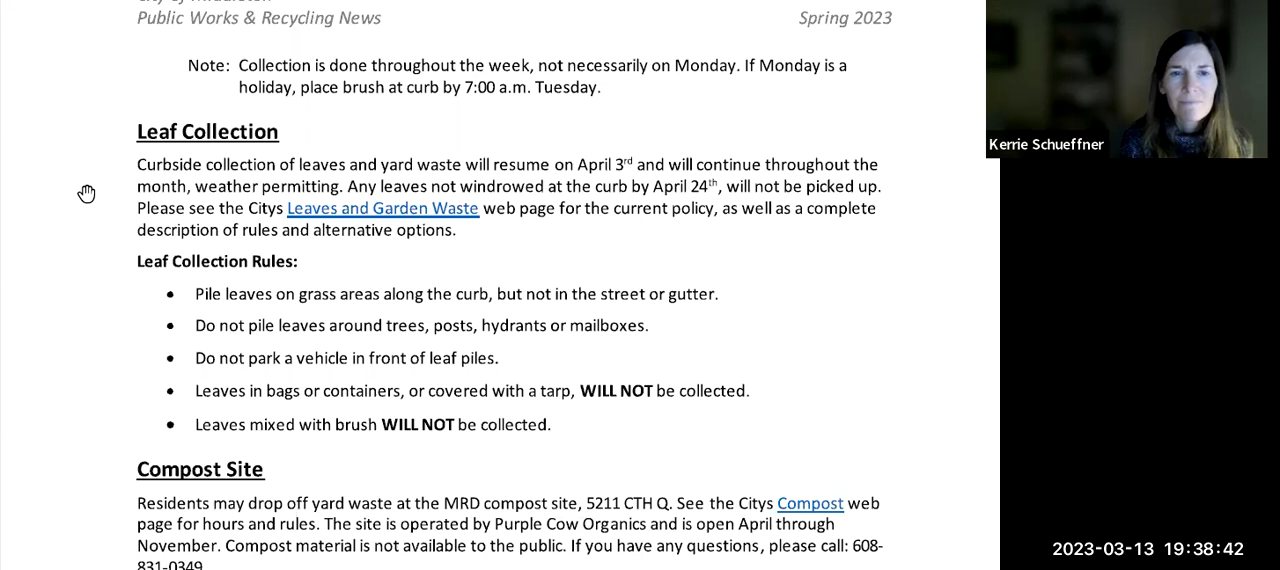 Public Works & Recycling News Spring 2023
Note: Collection is done throughout the week, not necessarily on Monday. If Monday is a
holiday, place brush at curb by 7:00 a.m. Tuesday.
Leaf Collection
Curbside collection of leaves and yard waste will resume on April 3rd and will continue throughout the
month, weather permitting. Any leaves not windrowed at the curb by April 24th, will not be picked up.
Please see the Citys Leaves and Garden Waste web page for the current policy, as well as a complete
description of rules and alternative options.
Leaf Collection Rules:
• Pile leaves on grass areas along the curb, but not in the street or gutter.
• Do not pile leaves around trees, posts, hydrants or mailboxes.
• Do not park a vehicle in front of leaf piles.
• Leaves in bags or containers, or covered with a tarp, WILL NOT be collected.
• Leaves mixed with brush WILL NOT be collected.
Compost Site
Residents may drop off yard waste at the MRD compost site, 5211 CTH Q. See the Citys Compost web
page for hours and rules. The site is operated by Purple Cow Organics and is open April through
November. Compost material is not available to the public. If you have any questions, please call: 608-
831-0349
Kerrie Schueffner
2023-03-13 19:38:42